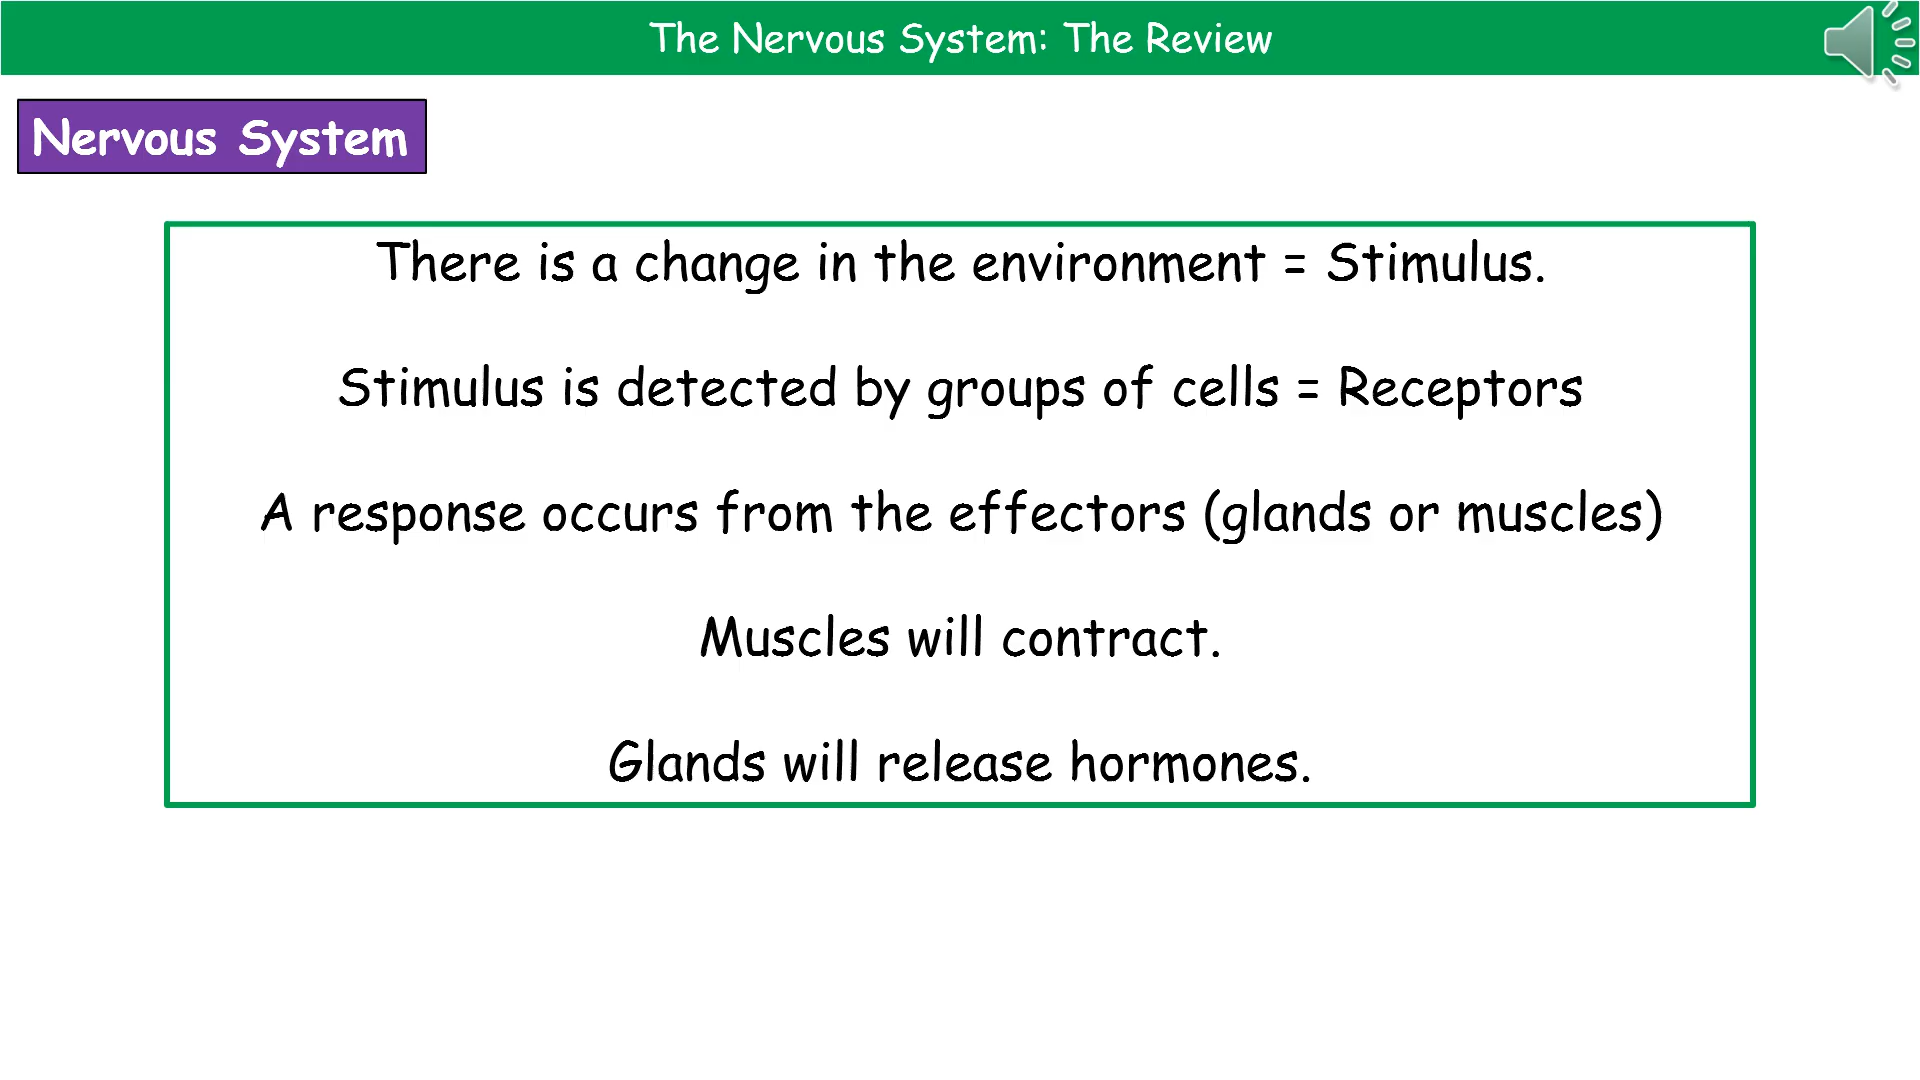 The Nervous System: The Review
Nervous System
There is a change in the environment = Stimulus.
Stimulus is detected by groups of cells = Receptors
A response occurs from the effectors (glands or muscles)
Muscles will contract.
Glands will release hormones.